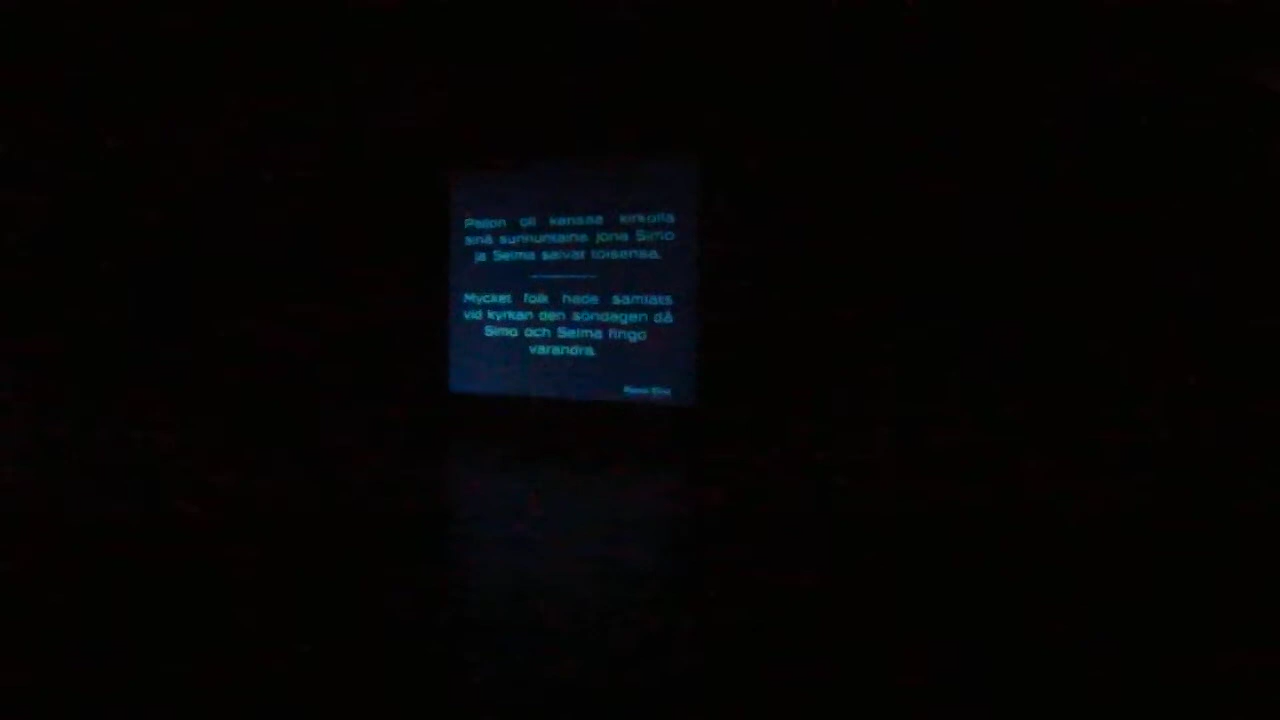 Paljon oli kansaa kirkolla
sinä sunnuntaina jona Simo
ja Selma saivat toisensa.
Mycket folk hade samlats
vid kyrkan den söndagen då
Simo och Selma fingo
varandra.